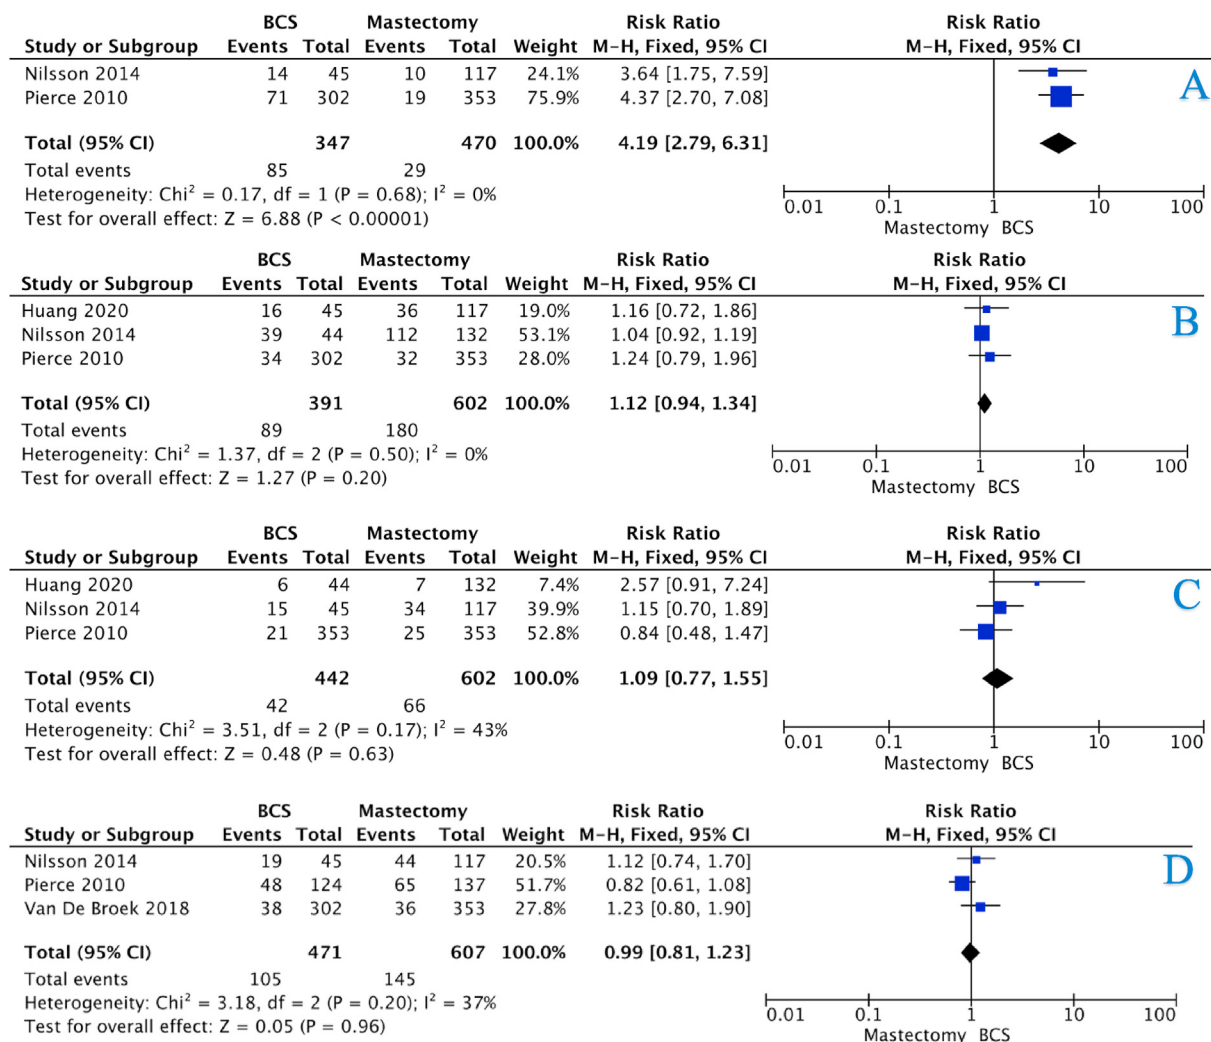 BCS Mastectomy Risk Ratio Risk Ratio
Study or Subgroup Events Total Events Total Weight M-H, Fixed, 95% CI M-H, Fixed, 95% CI
Nilsson 2014 14 45 10 117 24.1% 3.64 [1.75, 7.59]
Pierce 2010 71 302 19 353 75.9% 4.37 [2.70, 7.08]
A
Total (95% CI) 347 470 100.0% 4.19 [2.79, 6.31]
Total events 85 29
Heterogeneity: Chi² = 0.17, df = 1 (P = 0.68); I² = 0%
Test for overall effect: Z = 6.88 (P < 0.00001)
0.01 0.1 1 10 100
Mastectomy BCS
BCS Mastectomy Risk Ratio Risk Ratio
Study or Subgroup Events Total Events Total Weight M-H, Fixed, 95% CI M-H, Fixed, 95% CI
Huang 2020 16 45 36 117 19.0% 1.16 [0.72, 1.86]
Nilsson 2014 39 44 112 132 53.1% 1.04 [0.92, 1.19]
Pierce 2010 34 302 32 353 28.0% 1.24 [0.79, 1.96]
B
Total (95% CI) 391 602 100.0% 1.12 [0.94, 1.34]
Total events 89 180
Heterogeneity: Chi² = 1.37, df = 2 (P = 0.50); I² = 0%
Test for overall effect: Z = 1.27 (P = 0.20)
0.01 0.1 1 10 100
Mastectomy BCS
BCS Mastectomy Risk Ratio Risk Ratio
Study or Subgroup Events Total Events Total Weight M-H, Fixed, 95% CI M-H, Fixed, 95% CI
Huang 2020 6 44 7 132 7.4% 2.57 [0.91, 7.24]
Nilsson 2014 15 45 34 117 39.9% 1.15 [0.70, 1.89]
Pierce 2010 21 353 25 353 52.8% 0.84 [0.48, 1.47]
C
Total (95% CI) 442 602 100.0% 1.09 [0.77, 1.55]
Total events 42 66
Heterogeneity: Chi² = 3.51, df = 2 (P = 0.17); I² = 43%
Test for overall effect: Z = 0.48 (P = 0.63)
0.01 0.1 1 10 100
Mastectomy BCS
BCS Mastectomy Risk Ratio Risk Ratio
Study or Subgroup Events Total Events Total Weight M-H, Fixed, 95% CI M-H, Fixed, 95% CI
Nilsson 2014 19 45 44 117 20.5% 1.12 [0.74, 1.70]
Pierce 2010 48 124 65 137 51.7% 0.82 [0.61, 1.08]
Van De Broek 2018 38 302 36 353 27.8% 1.23 [0.80, 1.90]
D
Total (95% CI) 471 607 100.0% 0.99 [0.81, 1.23]
Total events 105 145
Heterogeneity: Chi² = 3.18, df = 2 (P = 0.20); I² = 37%
Test for overall effect: Z = 0.05 (P = 0.96)
0.01 0.1 1 10 100
Mastectomy BCS